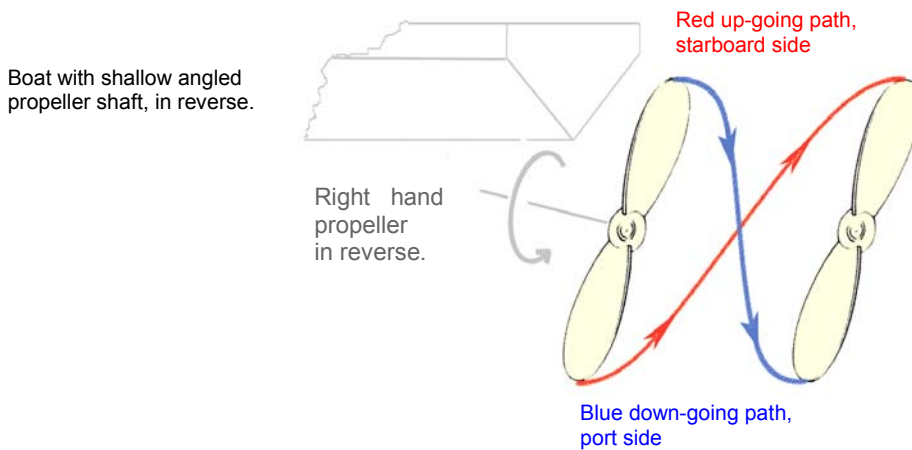 Red up-going path,
starboard side
Boat with shallow angled
propeller shaft, in reverse.
Right hand
propeller
in reverse.
Blue down-going path,
port side